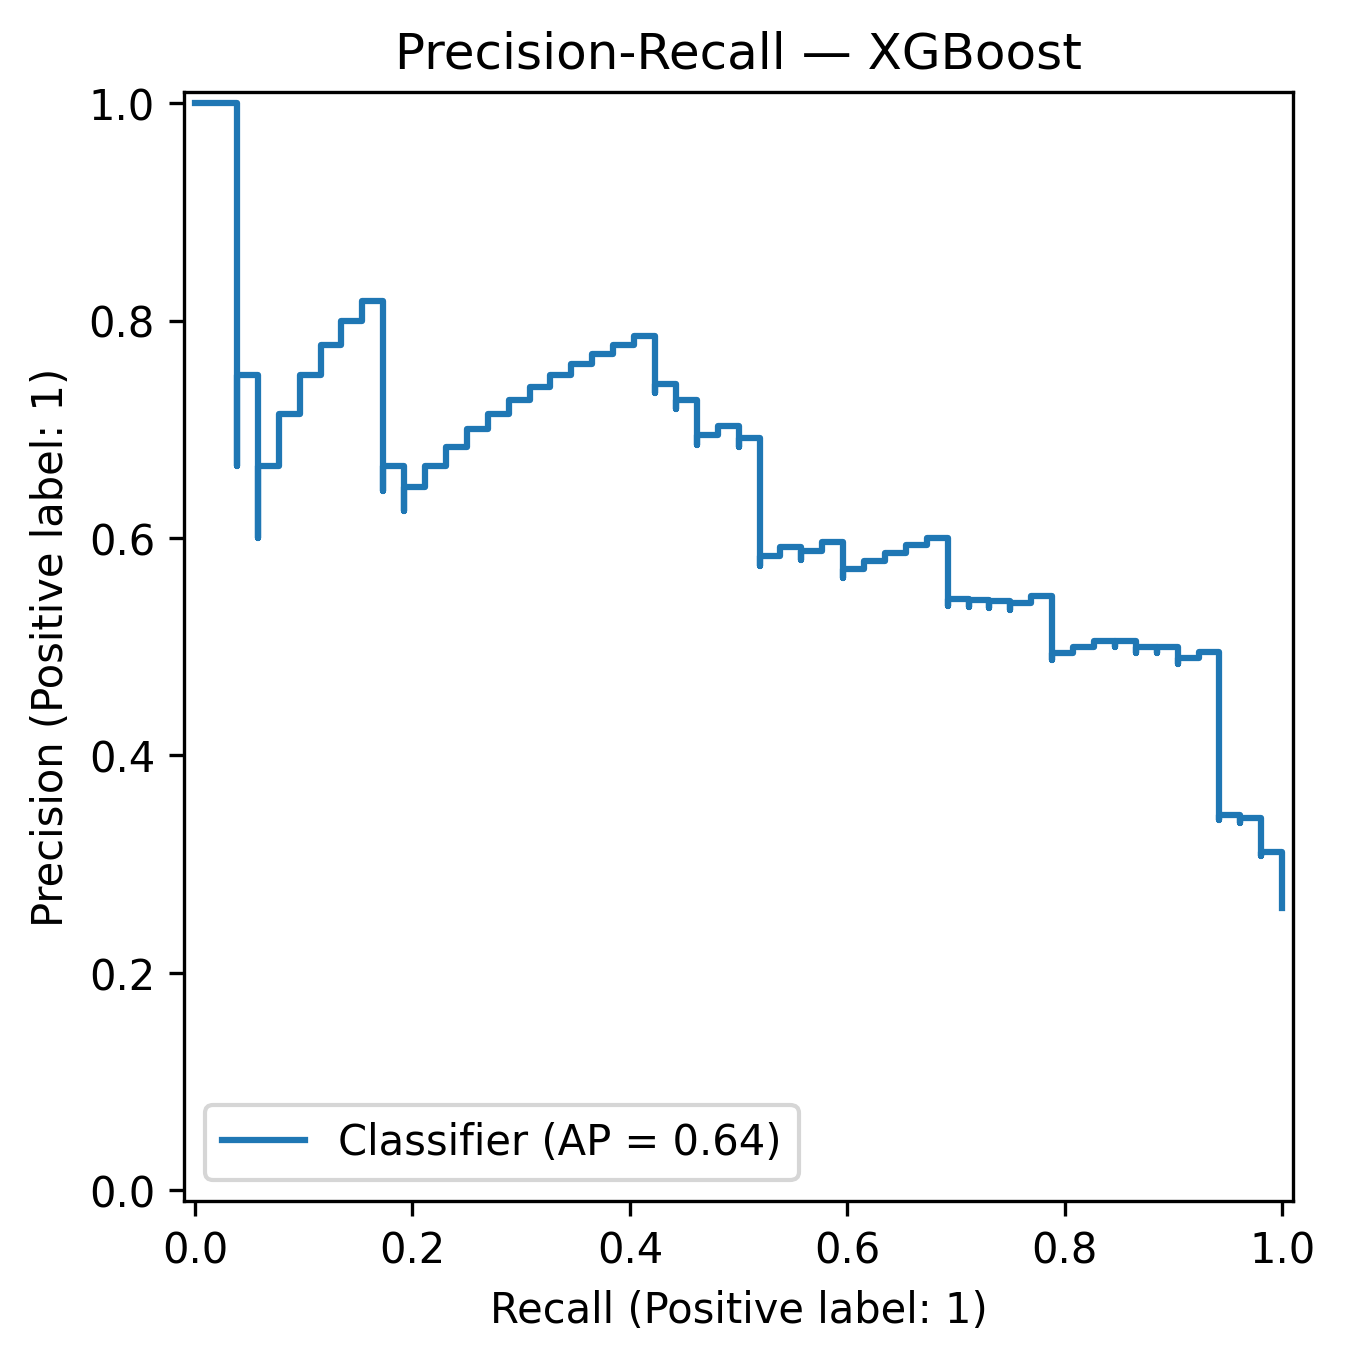 Precision-Recall — XGBoost
1.0
0.8
0.6
0.4
0.2
0.0
Precision (Positive label: 1)
Classifier (AP = 0.64)
0.0 0.2 0.4 0.6 0.8 1.0
Recall (Positive label: 1)